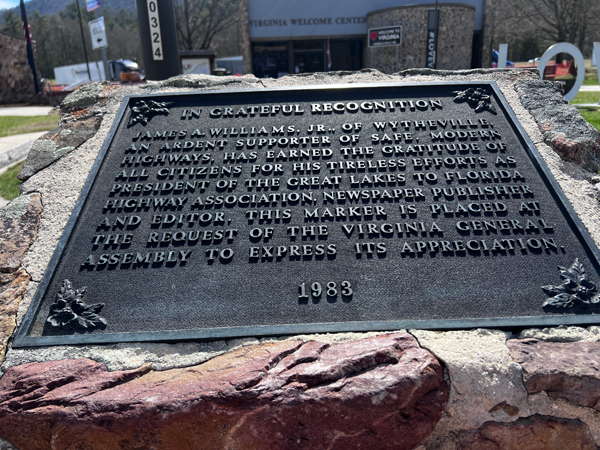 10324
VIRGINIA WELCOME CENTER
WELCOME TO
VIRGINIA
IN GRATEFUL RECOGNITION
JAMES A. WILLIAMS, JR., OF WYTHEVILLE,
AN ARDENT SUPPORTER OF SAFE, MODERN
HIGHWAYS, HAS EARNED THE GRATITUDE OF
ALL CITIZENS FOR HIS TIRELESS EFFORTS AS
PRESIDENT OF THE GREAT LAKES TO FLORIDA
HIGHWAY ASSOCIATION. NEWSPAPER PUBLISHER
AND EDITOR, THIS MARKER IS PLACED AT
THE REQUEST OF THE VIRGINIA GENERAL
ASSEMBLY TO EXPRESS ITS APPRECIATION.
1983